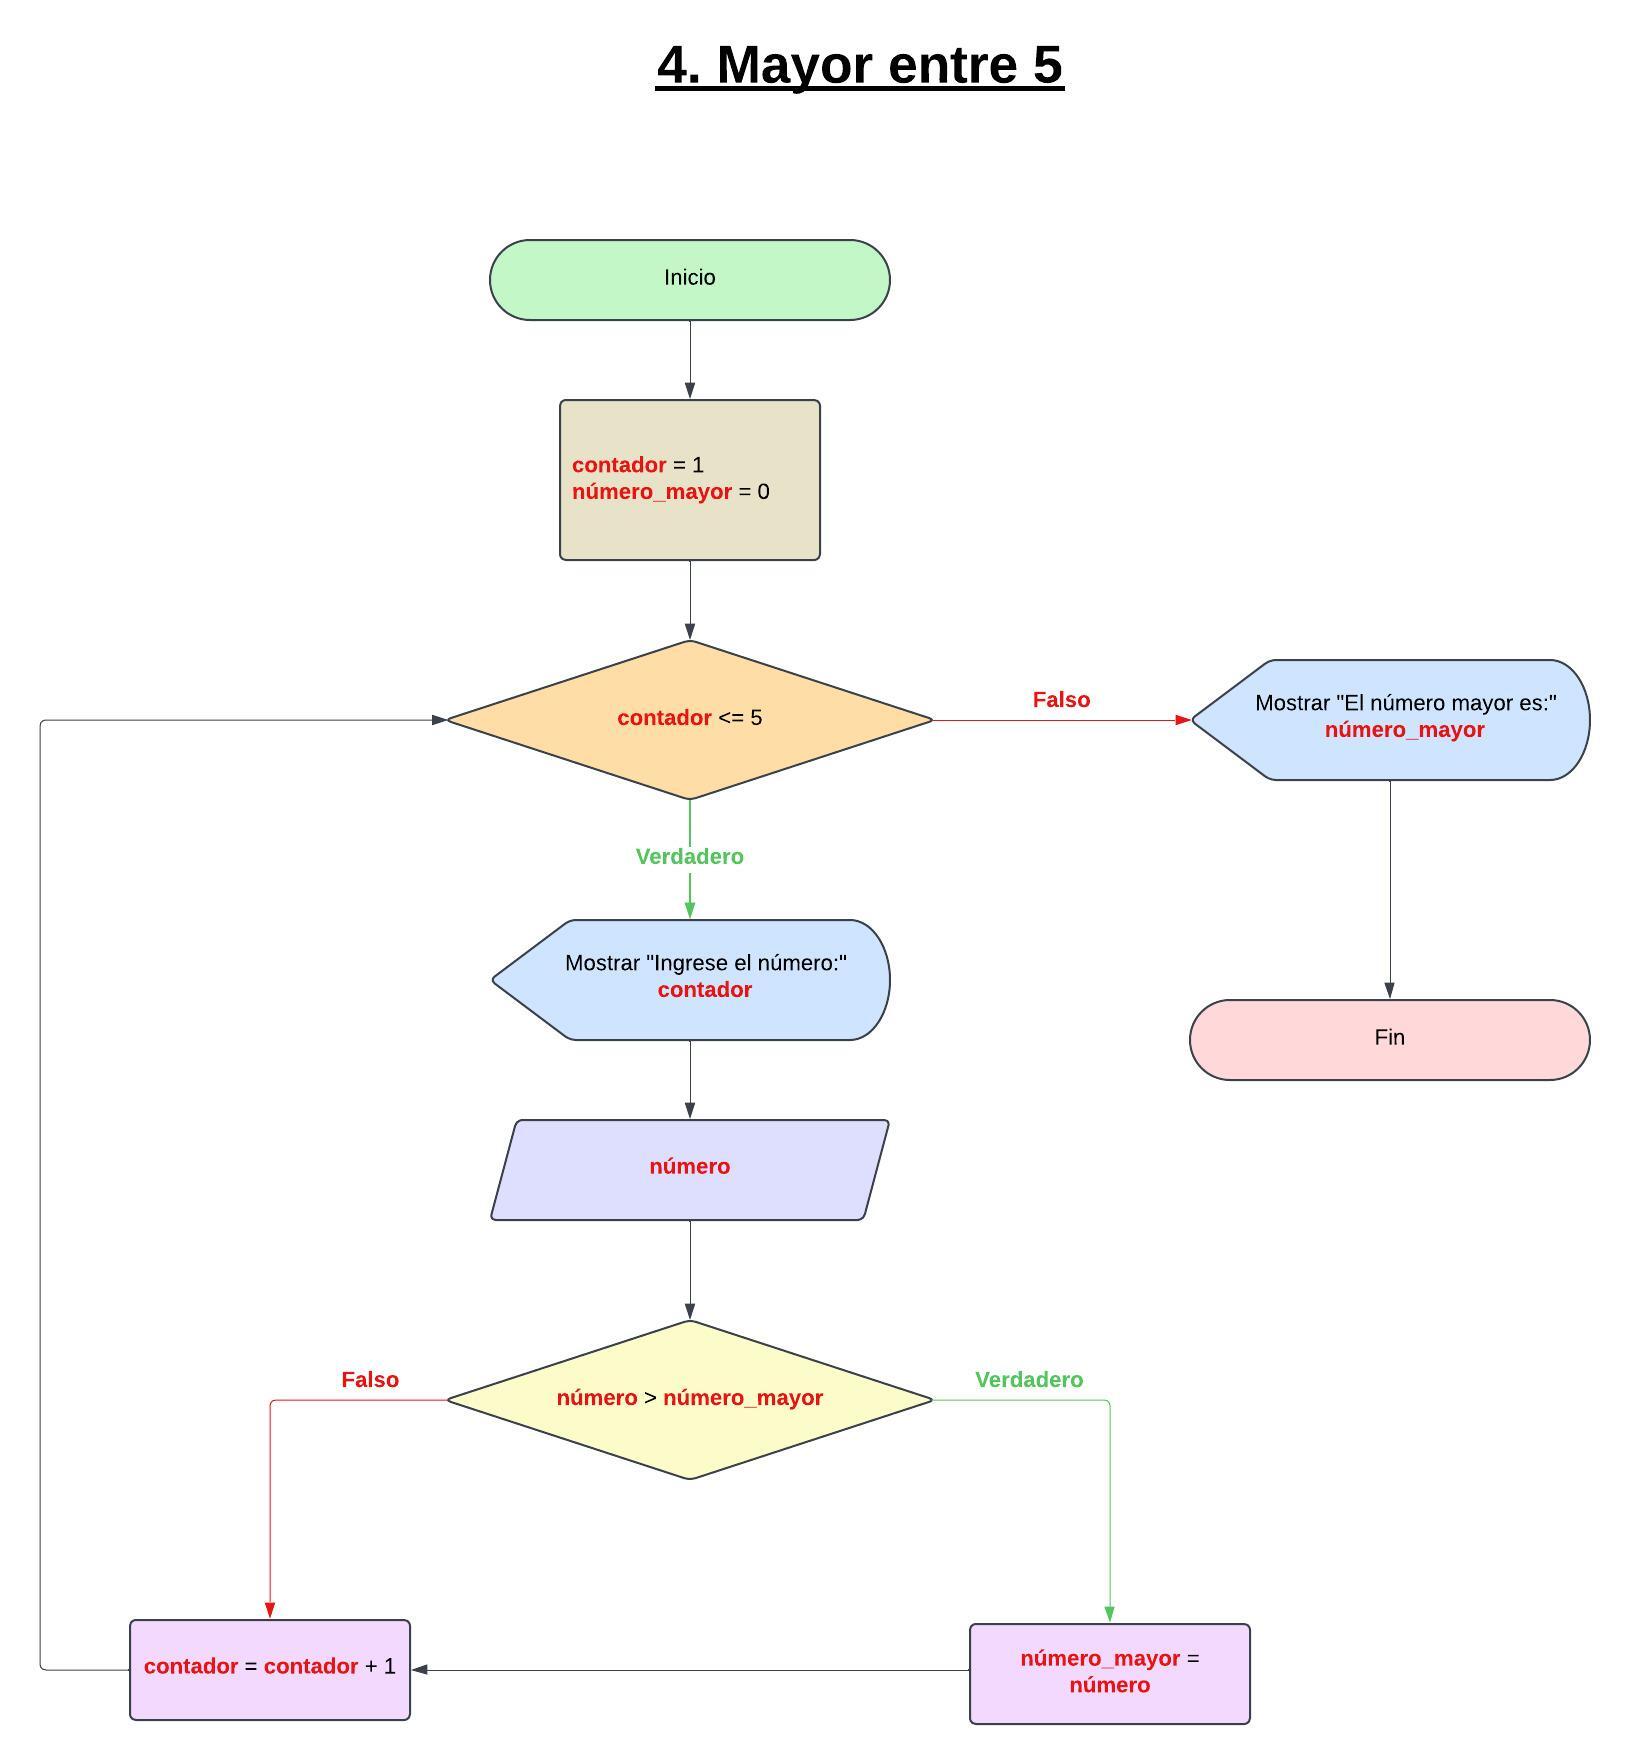 4. Mayor entre 5
Inicio
contador = 1
número_mayor = 0
contador <= 5
Falso
Mostrar "El número mayor es:"
número_mayor
Verdadero
Mostrar "Ingrese el número:"
contador
Fin
número
Falso
número > número_mayor
Verdadero
contador = contador + 1
número_mayor =
número